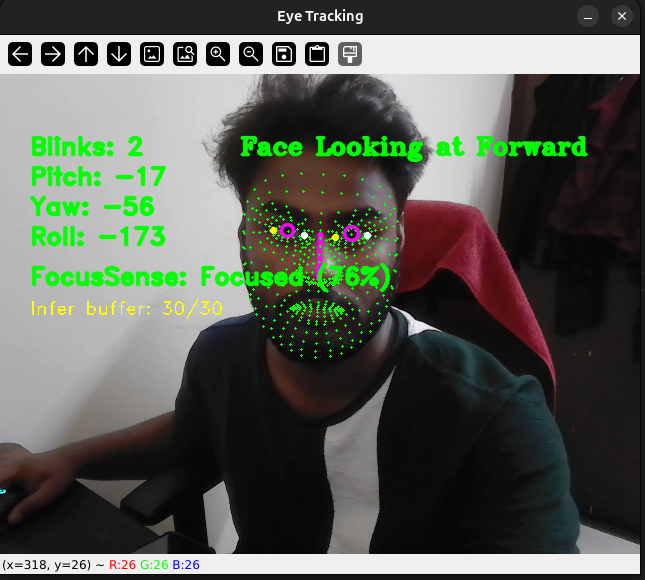 Eye Tracking
Blinks: 2
Face Looking at Forward
Pitch: -17
Yaw: -56
Roll: -173
FocusSense: Focused (76%)
Infer buffer: 30/30
(x=318, y=26) ~ R:26 G:26 B:26